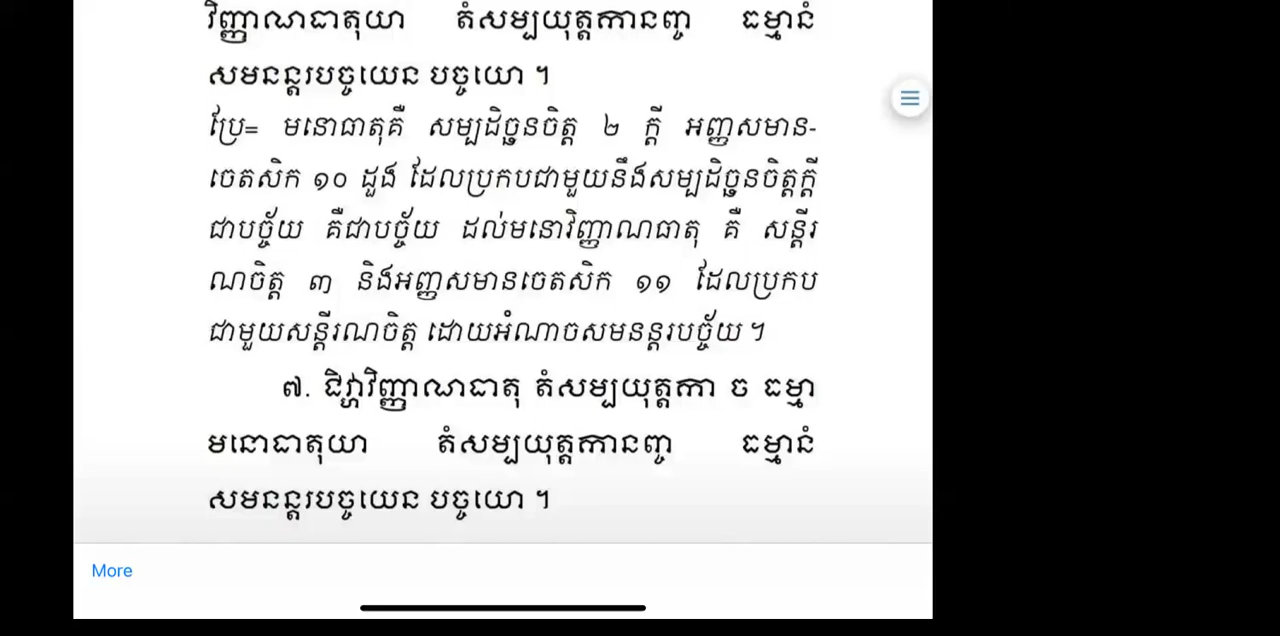 វិញ្ញាណធាតុយា តំសម្បយុត្តកានញ្ច ធម្មានំ
សមនន្តរបច្ចយេន បច្ចយោ ។
ប្រែ= មនោធាតុគឺ សម្បដិច្ឆនចិត្ត ២ ក្តី អញ្ញសមាន-
ចេតសិក ១០ ដួង ដែលប្រកបជាមួយនឹងសម្បដិច្ឆនចិត្តក្តី
ជាបច្ច័យ គឺជាបច្ច័យ ដល់មនោវិញ្ញាណធាតុ គឺ សន្តីរ
ណចិត្ត ៣ និងអញ្ញសមានចេតសិក ១១ ដែលប្រកប
ជាមួយសន្តីរណចិត្ត ដោយអំណាចសមនន្តរបច្ច័យ ។
៧. ជិវ្ហាវិញ្ញាណធាតុ តំសម្បយុត្តកា ច ធម្មា
មនោធាតុយា តំសម្បយុត្តកានញ្ច ធម្មានំ
សមនន្តរបច្ចយេន បច្ចយោ ។
More